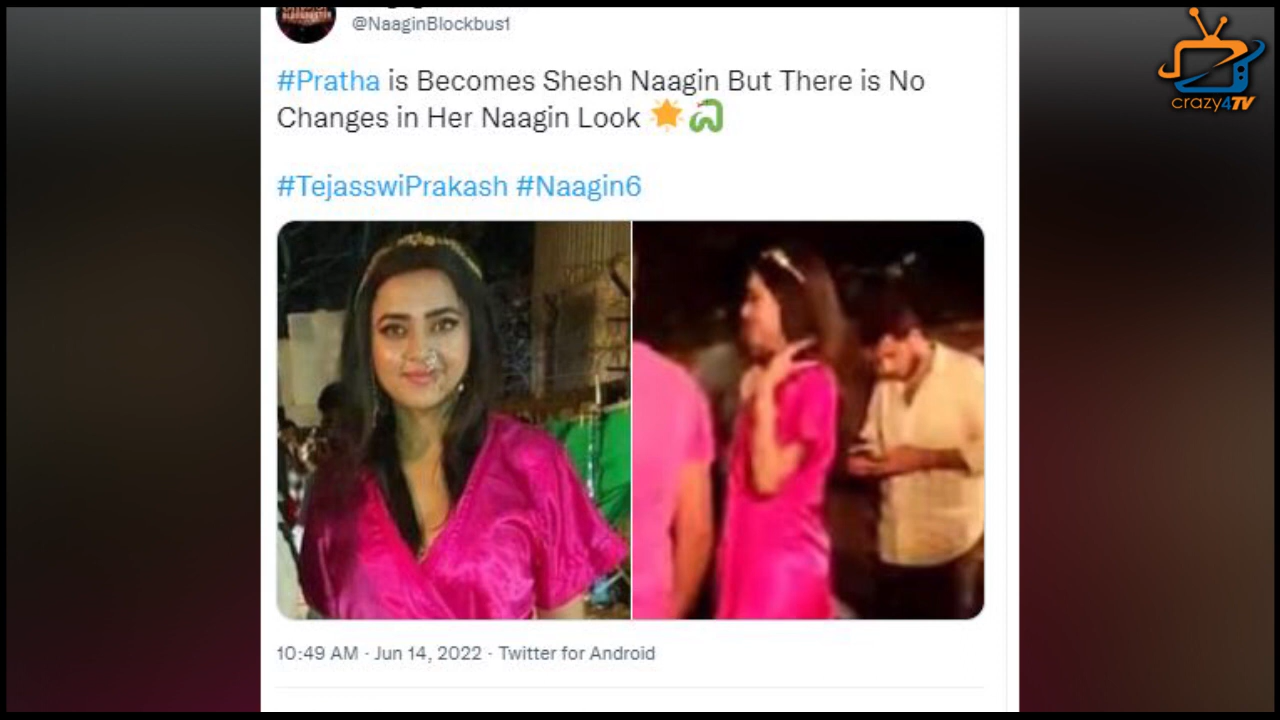 @NaaginBlockbus1
#Pratha is Becomes Shesh Naagin But There is No
Changes in Her Naagin Look
#TejasswiPrakash #Naagin6
10:49 AM · Jun 14, 2022 · Twitter for Android
crazy4TV